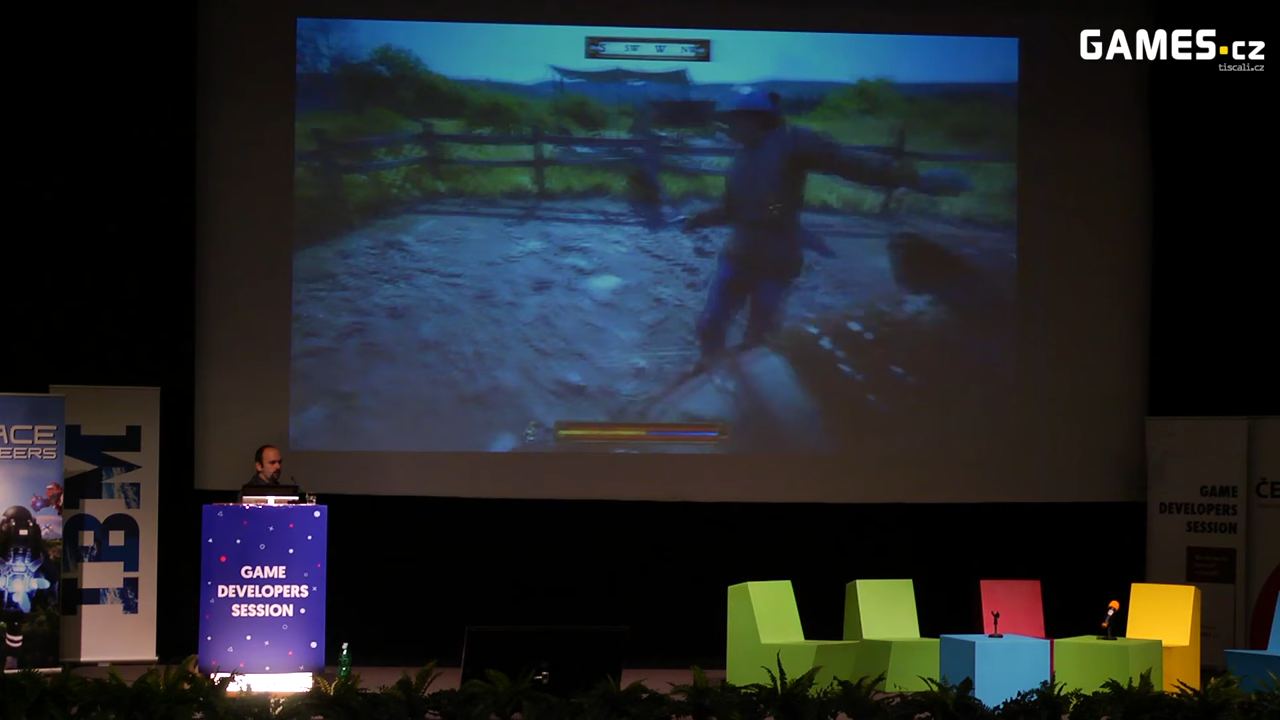 GAMES.cz
tiscali.cz
S SW W NW
ACE
EERS
IBM
GAME
DEVELOPERS
SESSION
GAME
DEVELOPERS
SESSION
ČE